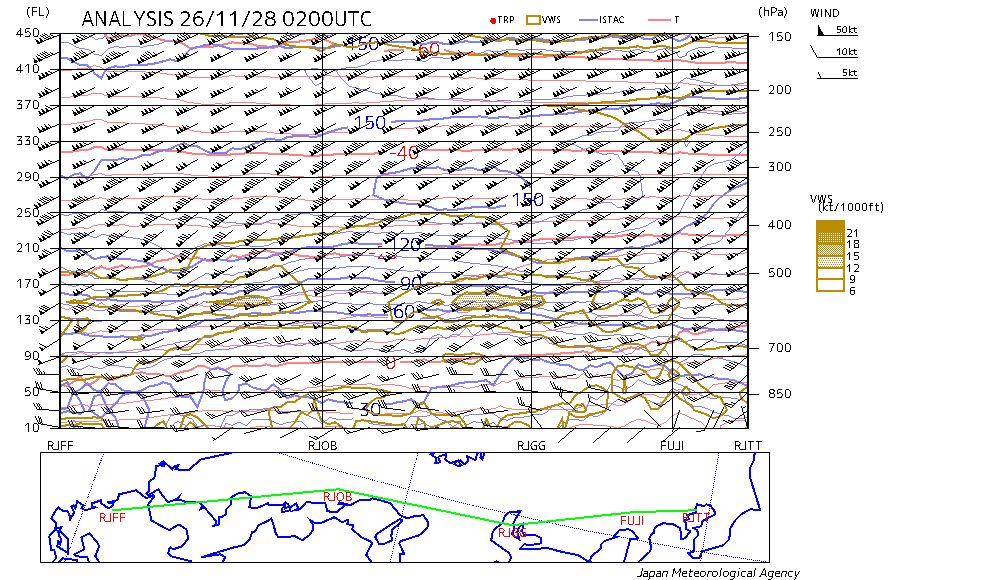 ANALYSIS 26/11/28 0200UTC
TRP VWS ISTAC T
(FL)
(hPa)
WIND
450
410
370
330
290
250
210
170
130
90
50
10
150
200
250
300
400
500
700
850
50kt
10kt
5kt
VWS
(kt/1000ft)
21
18
15
12
9
6
150
-60
150
-40
150
120
90
60
0
30
RJFF RJOB RJGG FUJI RJTT
RJFF
RJOB
RJGG
FUJI
RJTT
Japan Meteorological Agency